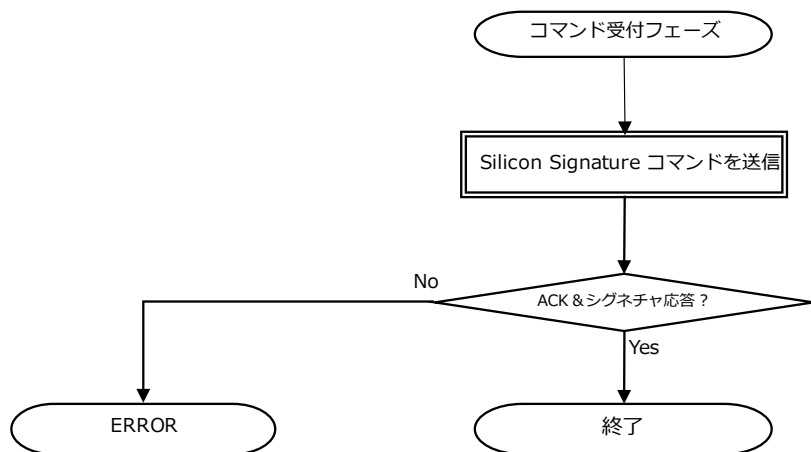 コマンド受付フェーズ
Silicon Signature コマンドを送信
No
ACK & シグネチャ応答 ?
Yes
ERROR
終了